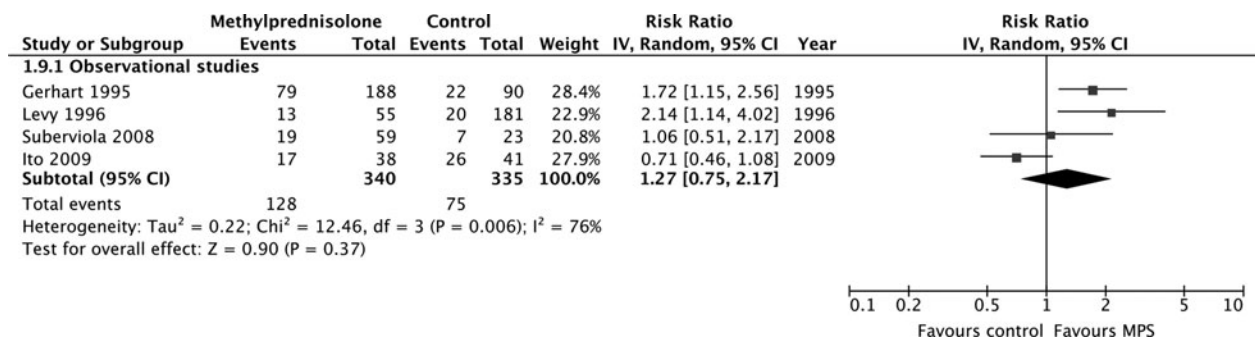 Methylprednisolone Control Risk Ratio Risk Ratio
Study or Subgroup Events Total Events Total Weight IV, Random, 95% CI Year IV, Random, 95% CI
1.9.1 Observational studies
Gerhart 1995 79 188 22 90 28.4% 1.72 [1.15, 2.56] 1995
Levy 1996 13 55 20 181 22.9% 2.14 [1.14, 4.02] 1996
Suberviola 2008 19 59 7 23 20.8% 1.06 [0.51, 2.17] 2008
Ito 2009 17 38 26 41 27.9% 0.71 [0.46, 1.08] 2009
Subtotal (95% CI) 340 335 100.0% 1.27 [0.75, 2.17]
Total events 128 75
Heterogeneity: Tau² = 0.22; Chi² = 12.46, df = 3 (P = 0.006); I² = 76%
Test for overall effect: Z = 0.90 (P = 0.37)
0.1 0.2 0.5 1 2 5 10
Favours control Favours MPS